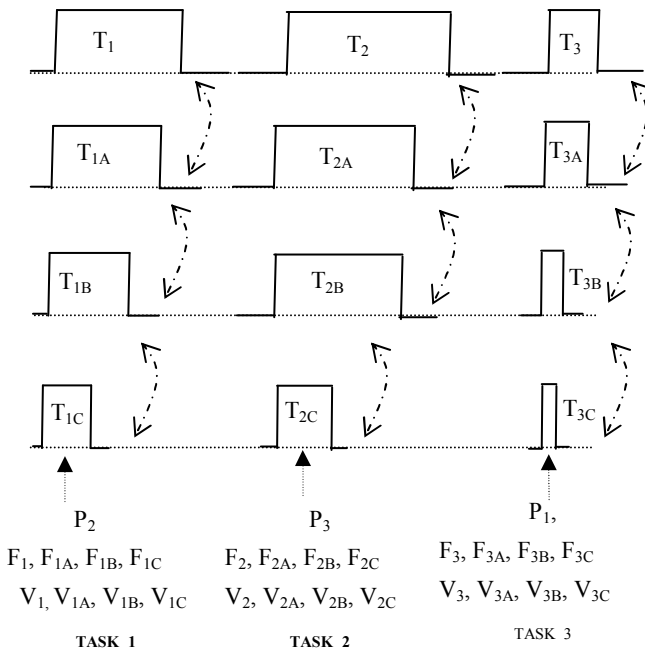 T1 T2 T3
T1A T2A T3A
T1B T2B T3B
T1C T2C T3C
P2 P3 P1,
F1, F1A, F1B, F1C F2, F2A, F2B, F2C F3, F3A, F3B, F3C
V1, V1A, V1B, V1C V2, V2A, V2B, V2C V3, V3A, V3B, V3C
TASK 1 TASK 2 TASK 3